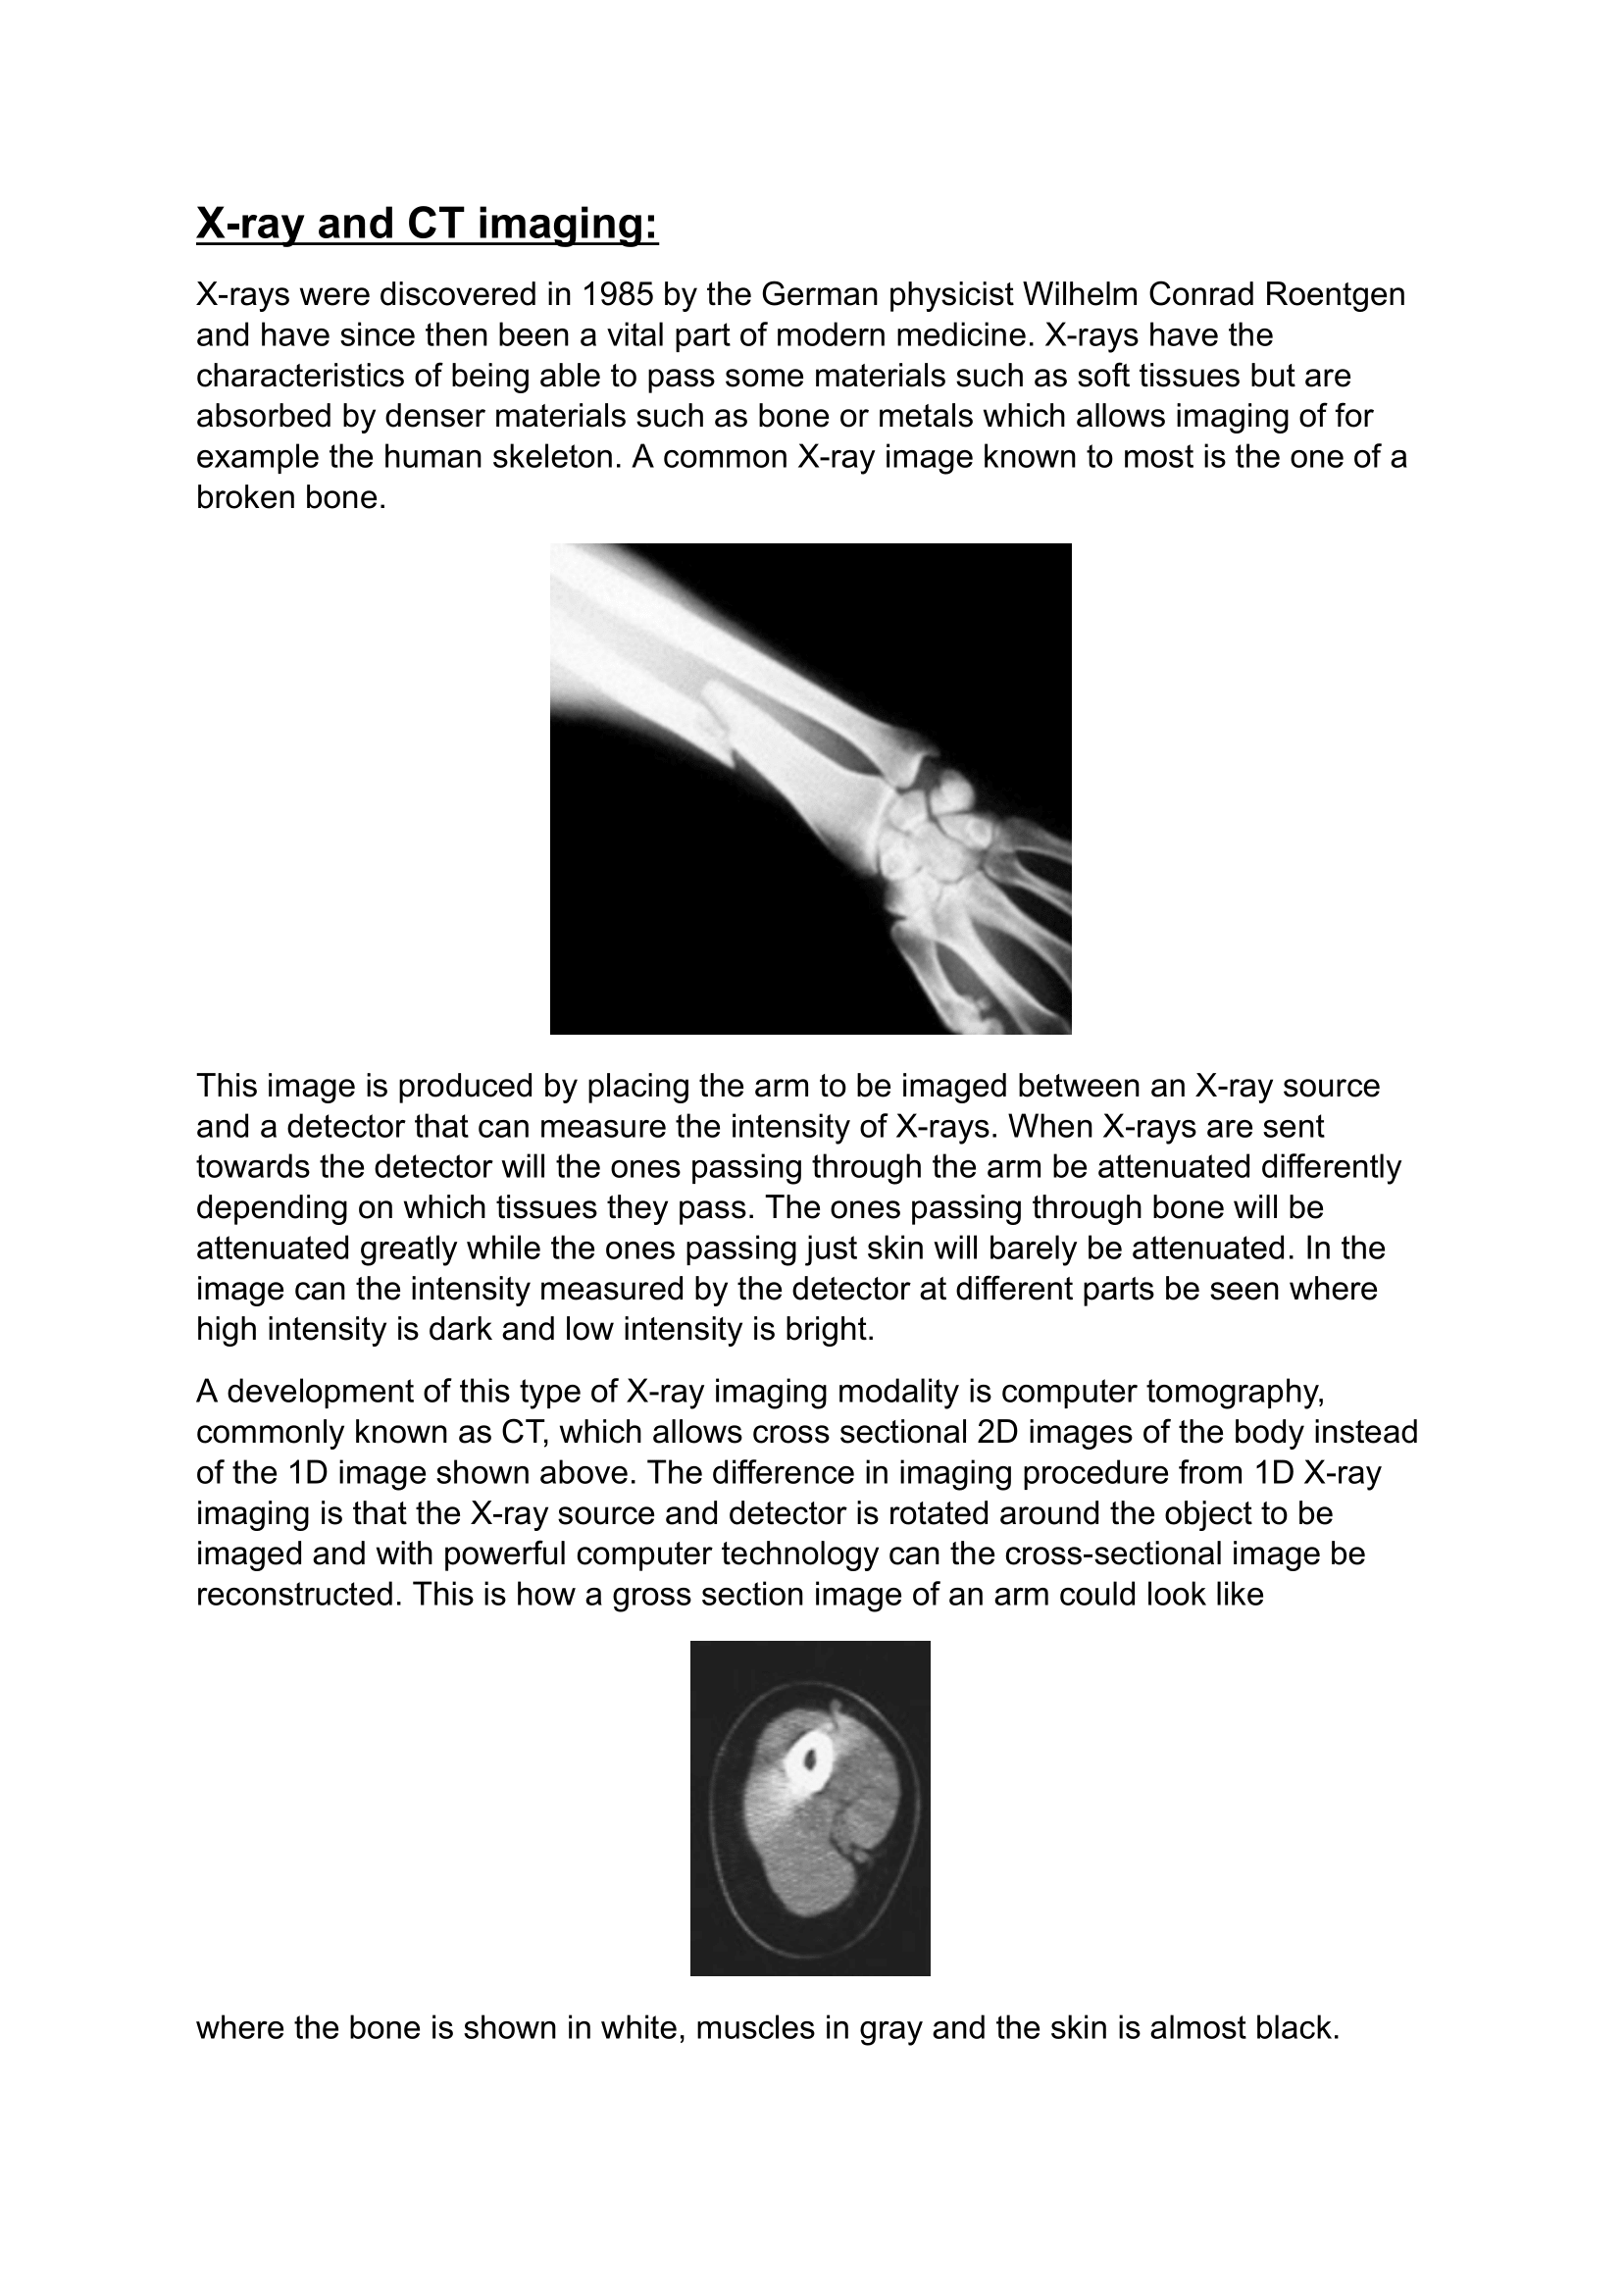 X-ray and CT imaging:
X-rays were discovered in 1985 by the German physicist Wilhelm Conrad Roentgen
and have since then been a vital part of modern medicine. X-rays have the
characteristics of being able to pass some materials such as soft tissues but are
absorbed by denser materials such as bone or metals which allows imaging of for
example the human skeleton. A common X-ray image known to most is the one of a
broken bone.
This image is produced by placing the arm to be imaged between an X-ray source
and a detector that can measure the intensity of X-rays. When X-rays are sent
towards the detector will the ones passing through the arm be attenuated differently
depending on which tissues they pass. The ones passing through bone will be
attenuated greatly while the ones passing just skin will barely be attenuated. In the
image can the intensity measured by the detector at different parts be seen where
high intensity is dark and low intensity is bright.
A development of this type of X-ray imaging modality is computer tomography,
commonly known as CT, which allows cross sectional 2D images of the body instead
of the 1D image shown above. The difference in imaging procedure from 1D X-ray
imaging is that the X-ray source and detector is rotated around the object to be
imaged and with powerful computer technology can the cross-sectional image be
reconstructed. This is how a gross section image of an arm could look like
where the bone is shown in white, muscles in gray and the skin is almost black.